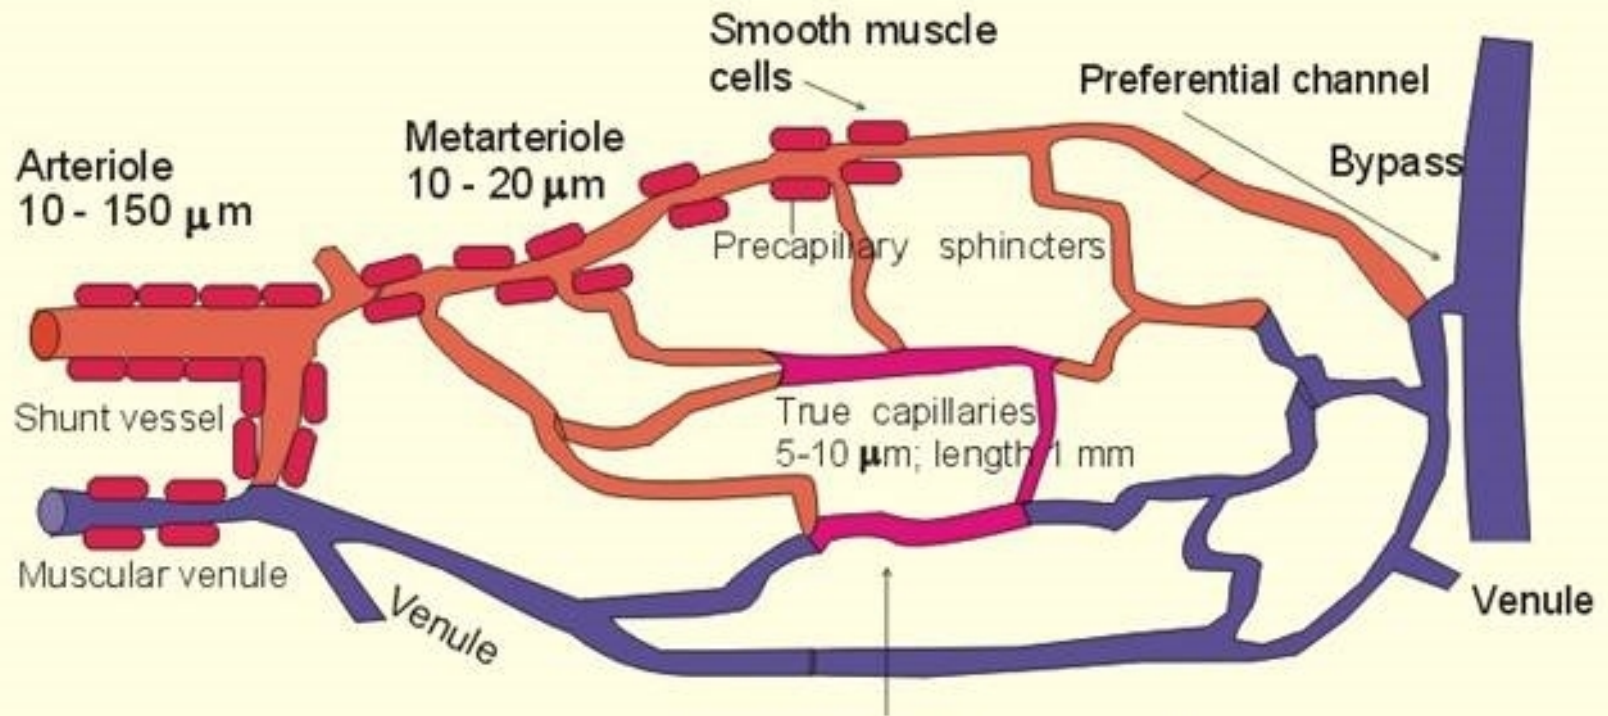 Smooth muscle
cells
Preferential channel
Bypass
Metarteriole
10 - 20 μm
Arteriole
10 - 150 μm
Precapillary sphincters
Shunt vessel
True capillaries
5-10 μm; length 1 mm
Muscular venule
Venule
Venule